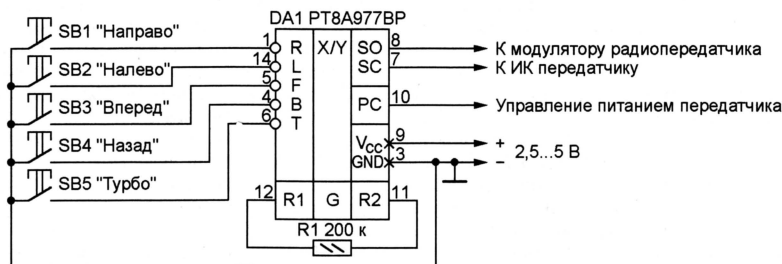 DA1 PT8A977BP
SB1 "Направо"
1 R X/Y SO 8 К модулятору радиопередатчика
14 L SC 7 К ИК передатчику
SB2 "Налево"
5 F
SB3 "Вперед"
4 B PC 10 Управление питанием передатчика
6 T
SB4 "Назад"
VCC 9 +
2,5...5 В
GND 3 –
SB5 "Турбо"
12 R1 G R2 11
R1 200 к